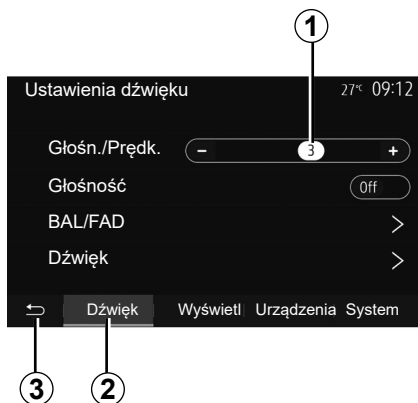 1
Ustawienia dźwięku 27°C 09:12
Głośn./Prędk. - 3 +
Głośność Off
BAL/FAD >
Dźwięk >
Dźwięk Wyświetl Urządzenia System
3 2